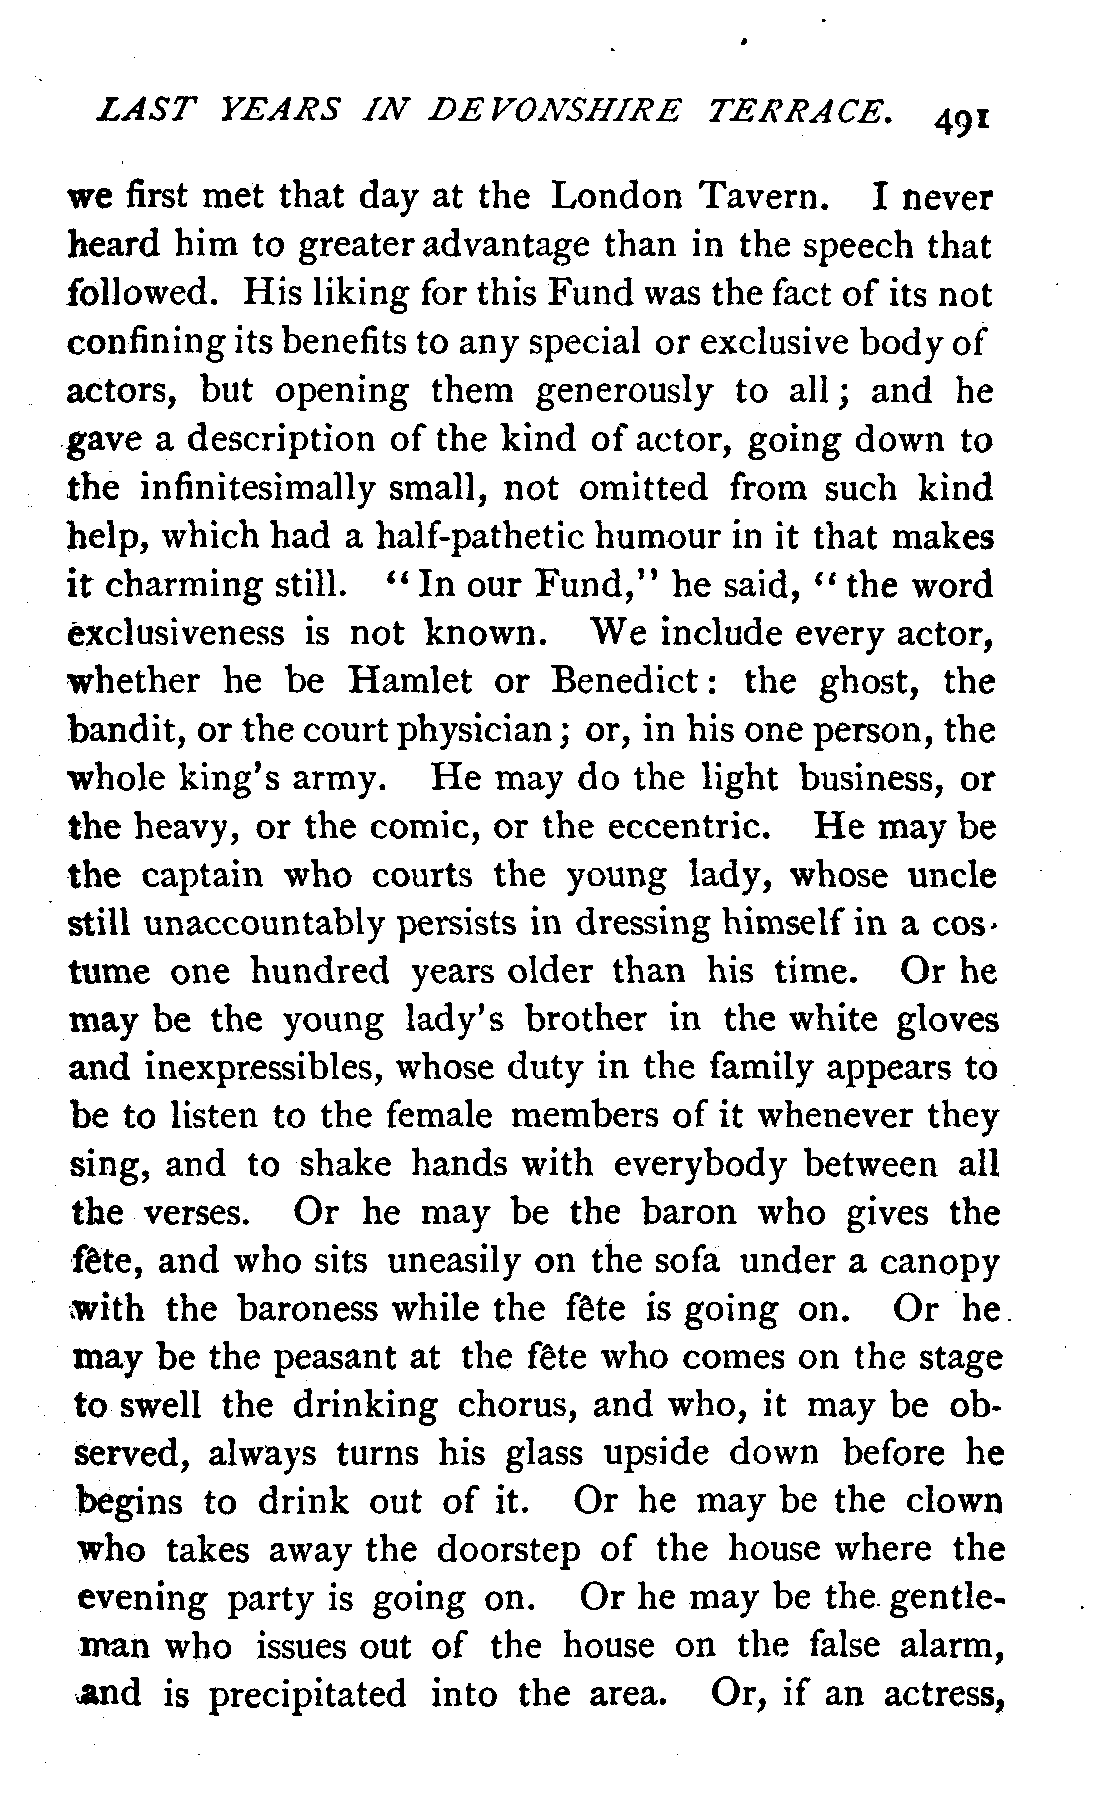 LAST YEARS IN DEVONSHIRE TERRACE. 491
we first met that day at the London Tavern. I never
heard him to greater advantage than in the speech that
followed. His liking for this Fund was the fact of its not
confining its benefits to any special or exclusive body of
actors, but opening them generously to all; and he
gave a description of the kind of actor, going down to
the infinitesimally small, not omitted from such kind
help, which had a half-pathetic humour in it that makes
it charming still. "In our Fund," he said, "the word
exclusiveness is not known. We include every actor,
whether he be Hamlet or Benedict: the ghost, the
bandit, or the court physician; or, in his one person, the
whole king's army. He may do the light business, or
the heavy, or the comic, or the eccentric. He may be
the captain who courts the young lady, whose uncle
still unaccountably persists in dressing himself in a cos-
tume one hundred years older than his time. Or he
may be the young lady's brother in the white gloves
and inexpressibles, whose duty in the family appears to
be to listen to the female members of it whenever they
sing, and to shake hands with everybody between all
the verses. Or he may be the baron who gives the
fête, and who sits uneasily on the sofa under a canopy
with the baroness while the fête is going on. Or he
may be the peasant at the fête who comes on the stage
to swell the drinking chorus, and who, it may be ob-
served, always turns his glass upside down before he
begins to drink out of it. Or he may be the clown
who takes away the doorstep of the house where the
evening party is going on. Or he may be the gentle-
man who issues out of the house on the false alarm,
and is precipitated into the area. Or, if an actress,